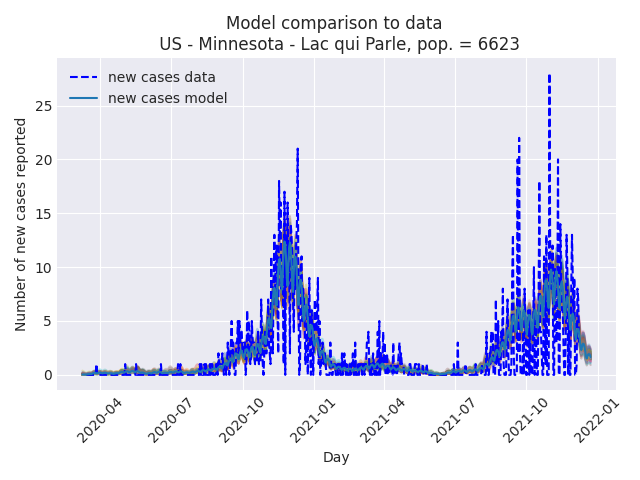 Model comparison to data
US - Minnesota - Lac qui Parle, pop. = 6623
new cases data
new cases model
Number of new cases reported
25
20
15
10
5
0
2020-04
2020-07
2020-10
2021-01
2021-04
2021-07
2021-10
2022-01
Day